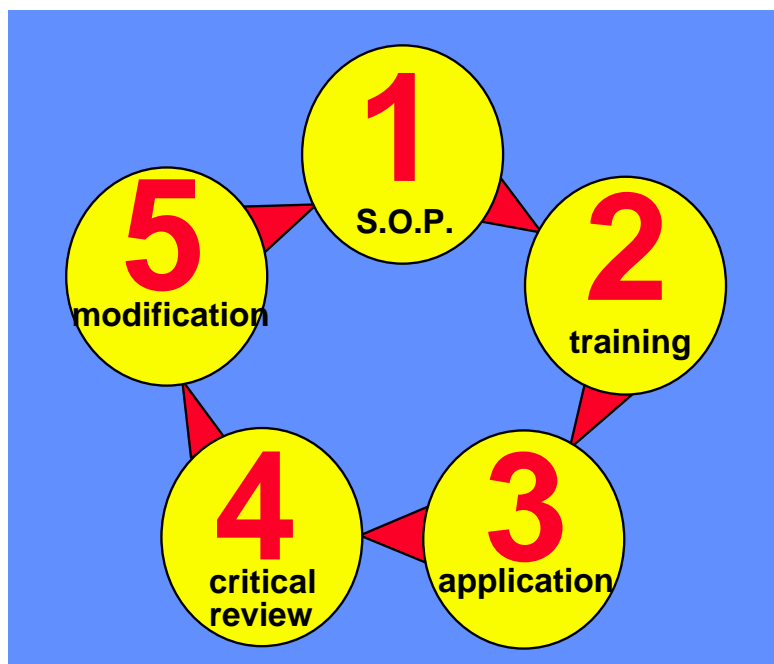 1
S.O.P.
2
training
3
application
4
critical
review
5
modification